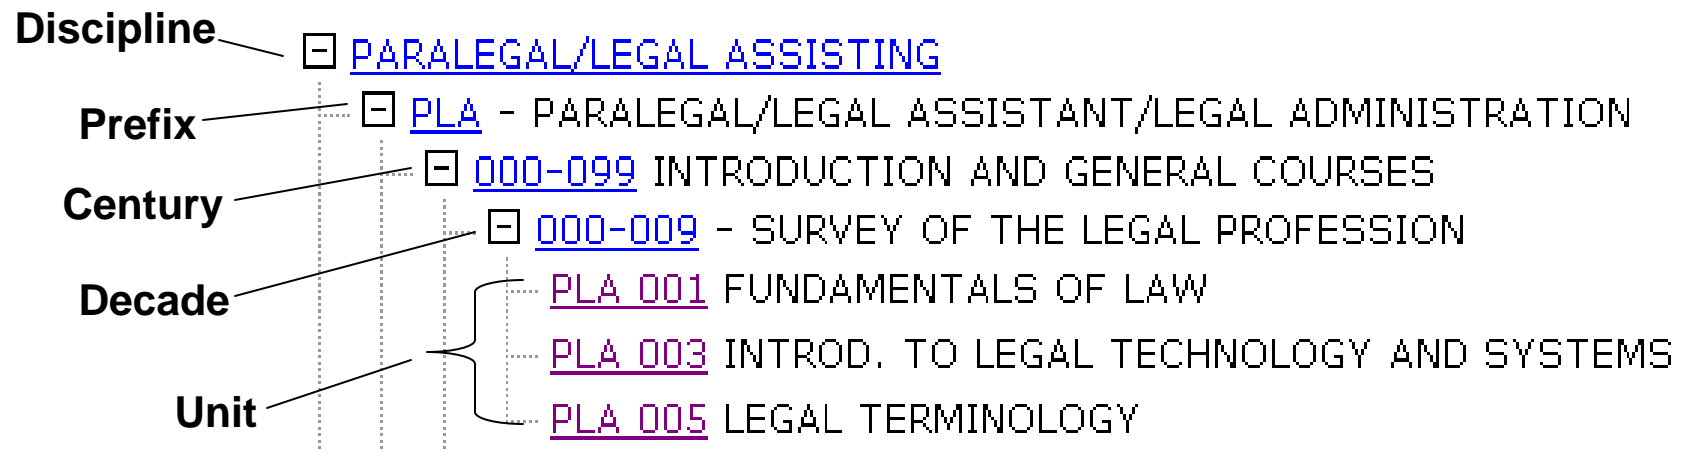 Discipline
PARALEGAL/LEGAL ASSISTING
Prefix
PLA - PARALEGAL/LEGAL ASSISTANT/LEGAL ADMINISTRATION
Century
000-099 INTRODUCTION AND GENERAL COURSES
Decade
000-009 - SURVEY OF THE LEGAL PROFESSION
Unit
PLA 001 FUNDAMENTALS OF LAW
PLA 003 INTROD. TO LEGAL TECHNOLOGY AND SYSTEMS
PLA 005 LEGAL TERMINOLOGY